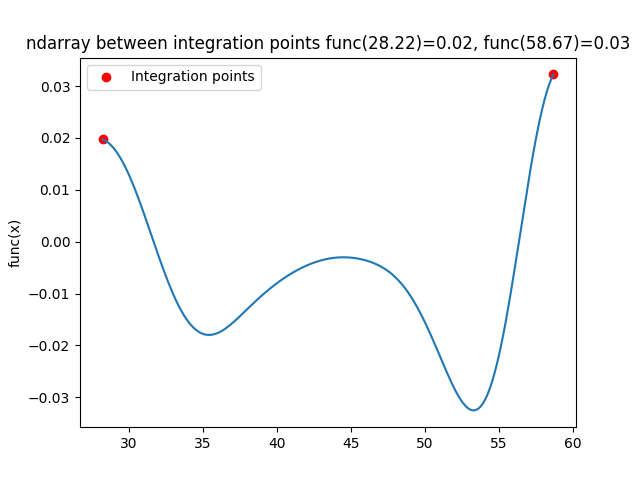 ndarray between integration points func(28.22)=0.02, func(58.67)=0.03
Integration points
func(x)
0.03
0.02
0.01
0.00
−0.01
−0.02
−0.03
30 35 40 45 50 55 60